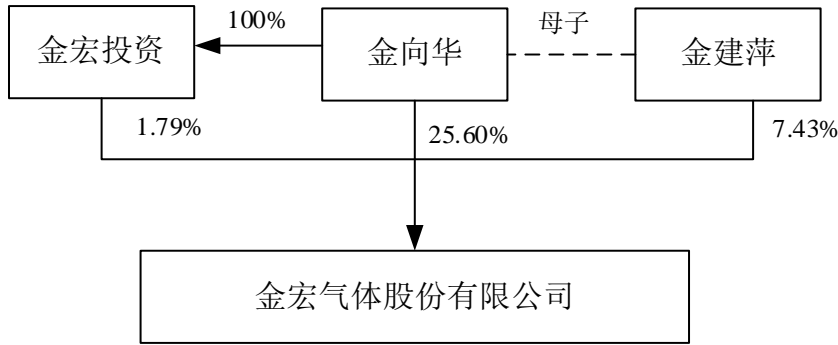 100%
母子
金宏投资
金向华
金建萍
1.79%
25.60%
7.43%
金宏气体股份有限公司